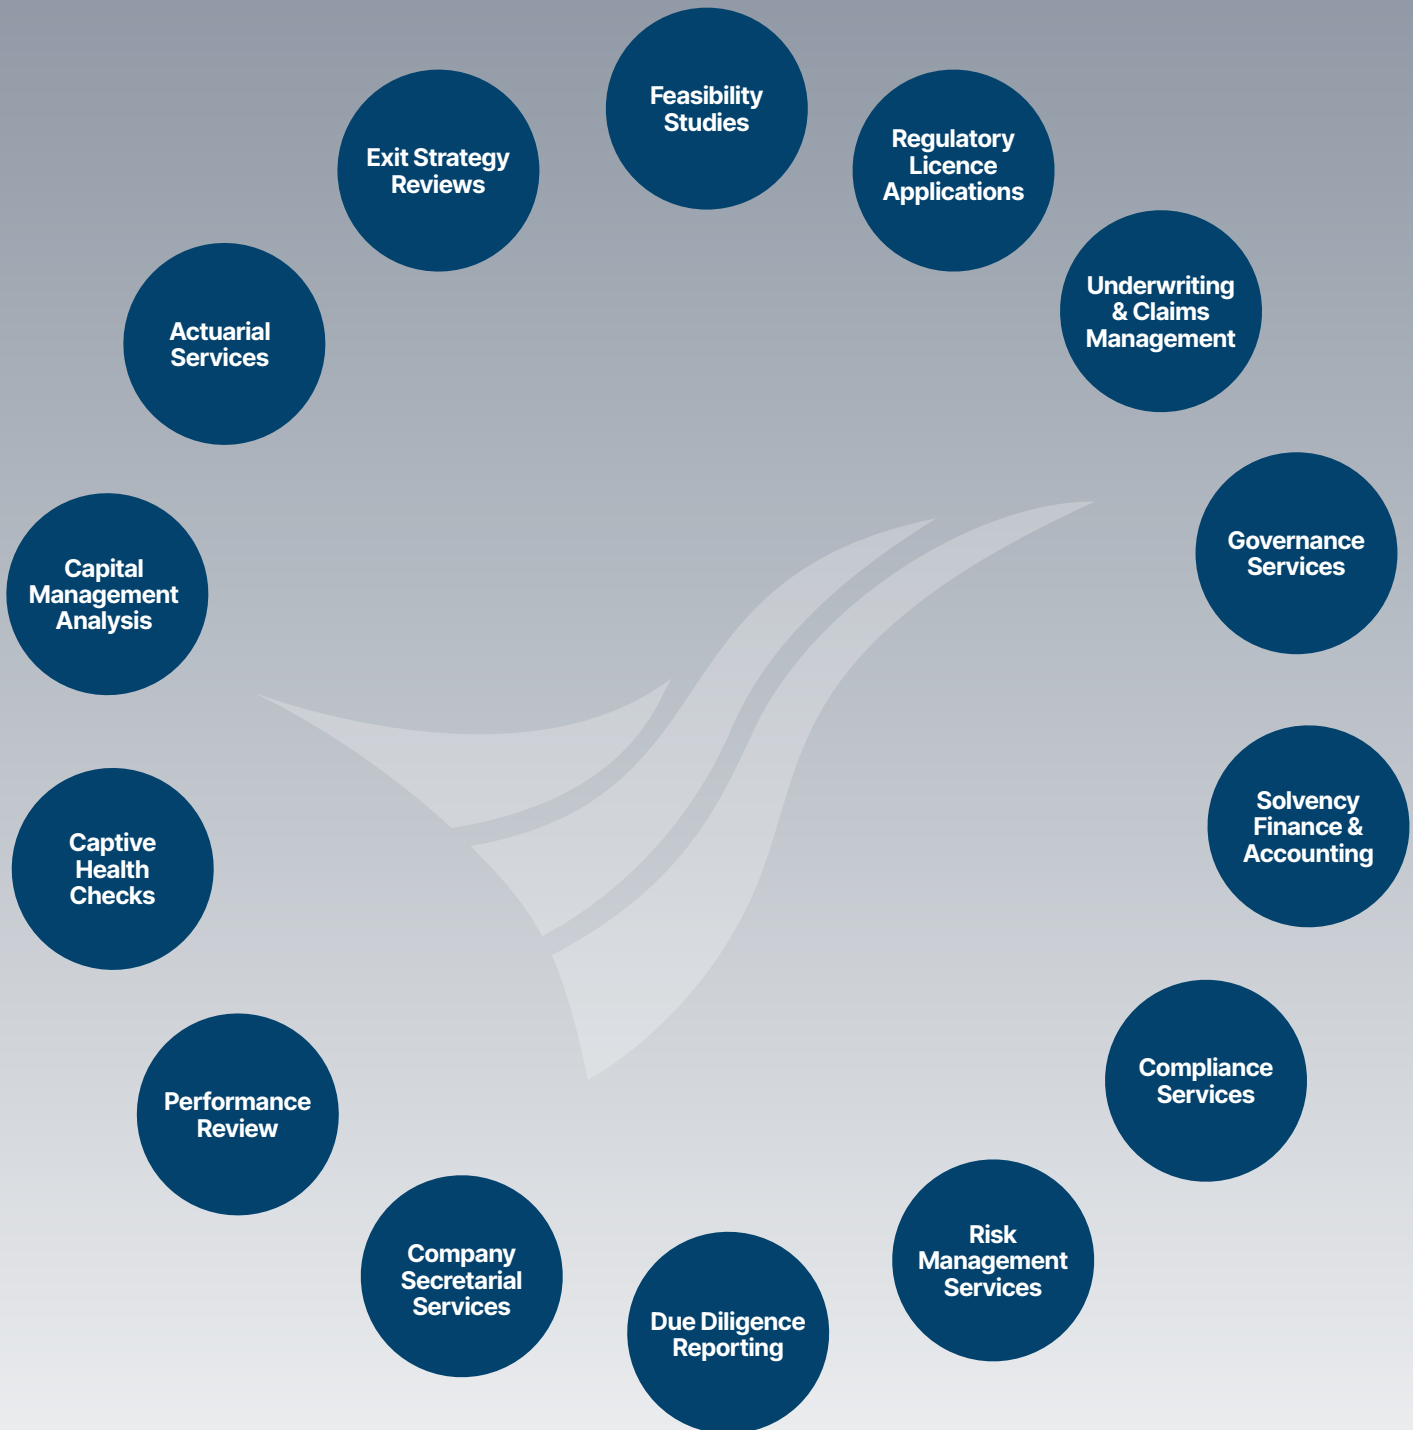 Feasibility
Studies
Regulatory
Licence
Applications
Underwriting
& Claims
Management
Governance
Services
Solvency
Finance &
Accounting
Compliance
Services
Risk
Management
Services
Due Diligence
Reporting
Company
Secretarial
Services
Performance
Review
Captive
Health
Checks
Capital
Management
Analysis
Actuarial
Services
Exit Strategy
Reviews